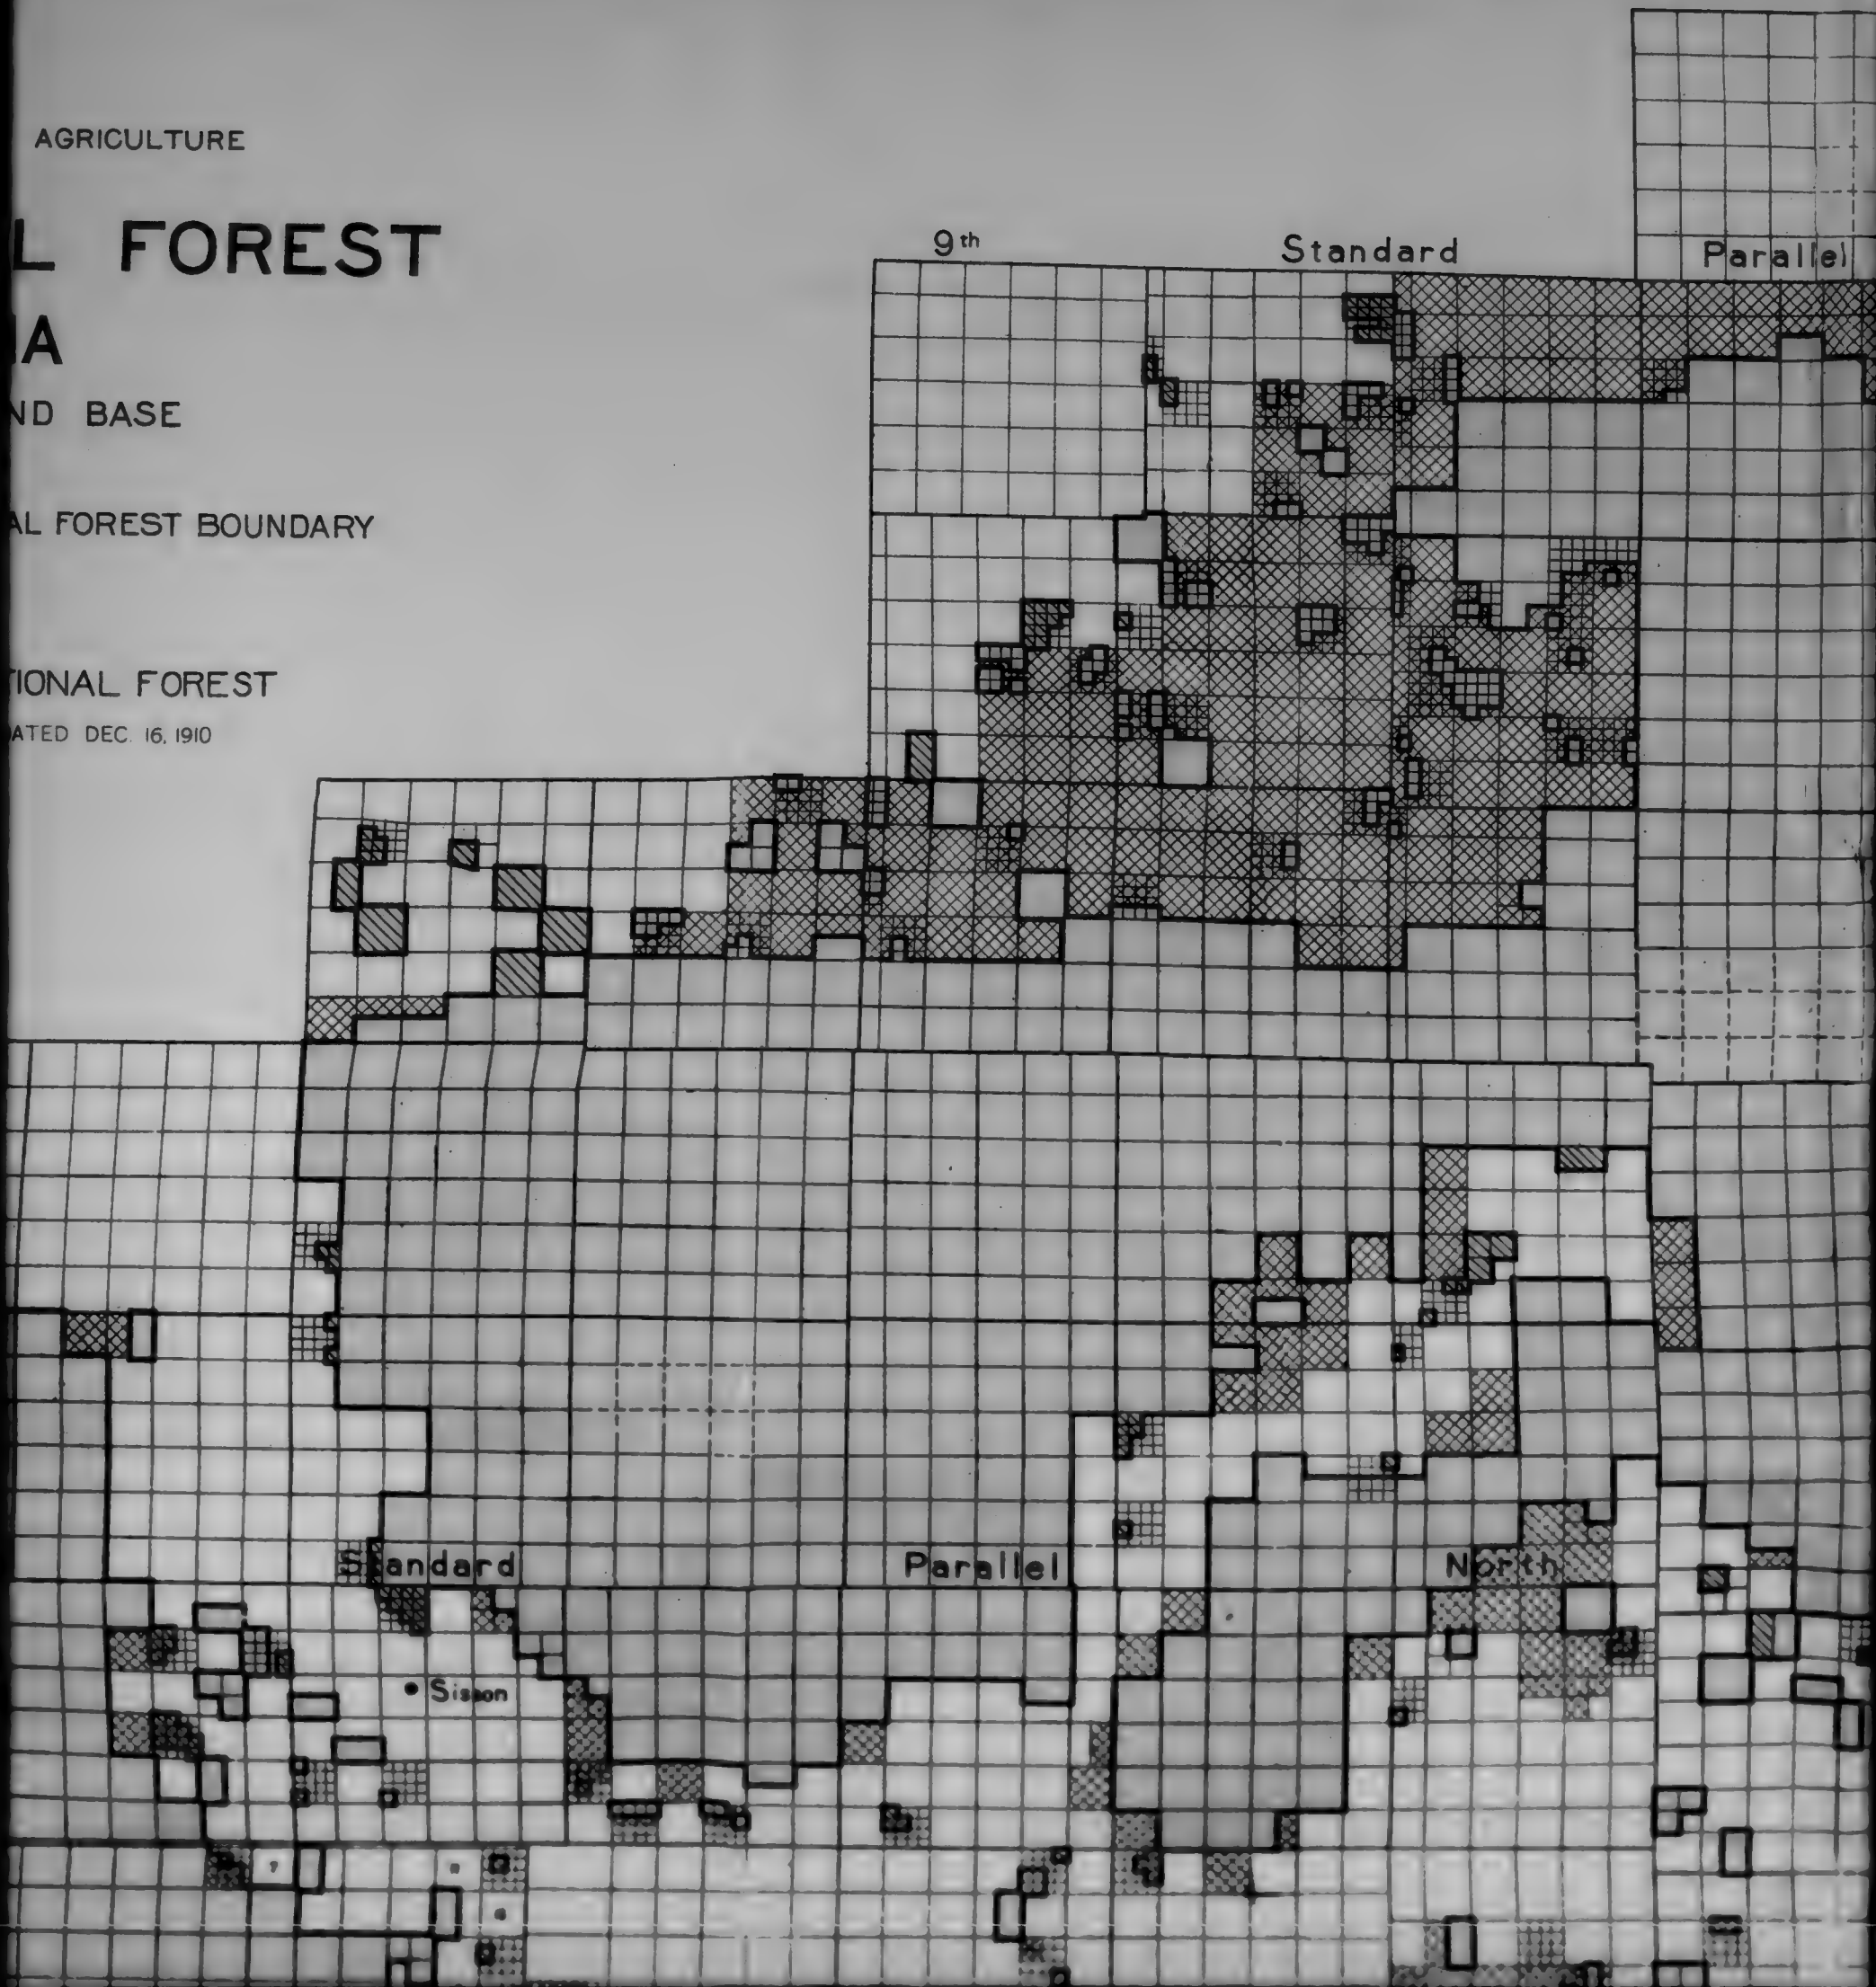 AGRICULTURE
L FOREST
IA
ND BASE
AL FOREST BOUNDARY
TIONAL FOREST
ATED DEC. 16, 1910
9th Standard Parallel
Standard Parallel North
Sisson